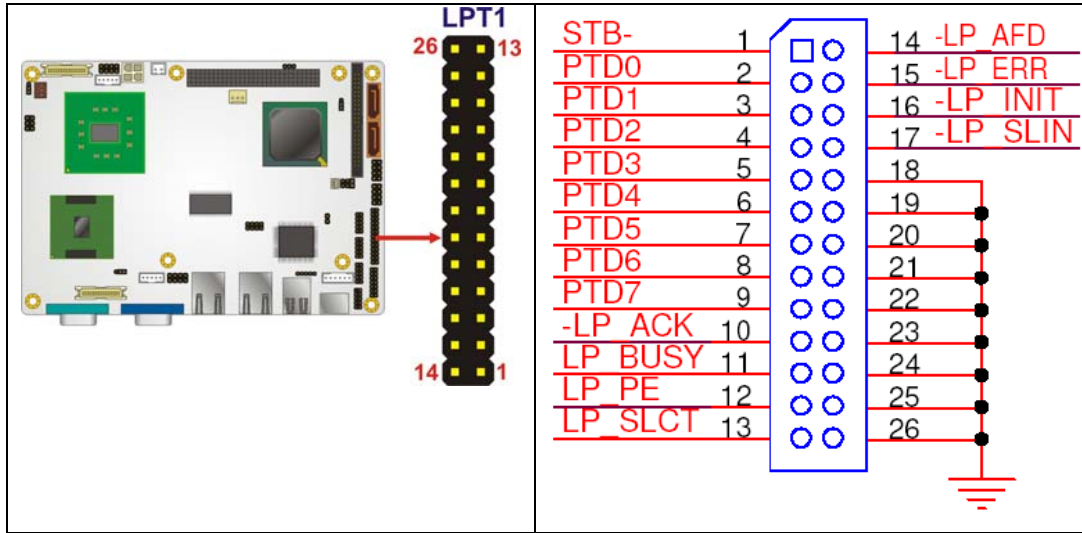 LPT1
26 13
14 1
STB- 1
PTD0 2
PTD1 3
PTD2 4
PTD3 5
PTD4 6
PTD5 7
PTD6 8
PTD7 9
-LP_ACK 10
LP_BUSY 11
LP_PE 12
LP_SLCT 13
14 -LP_AFD
15 -LP_ERR
16 -LP_INIT
17 -LP_SLIN
18
19
20
21
22
23
24
25
26